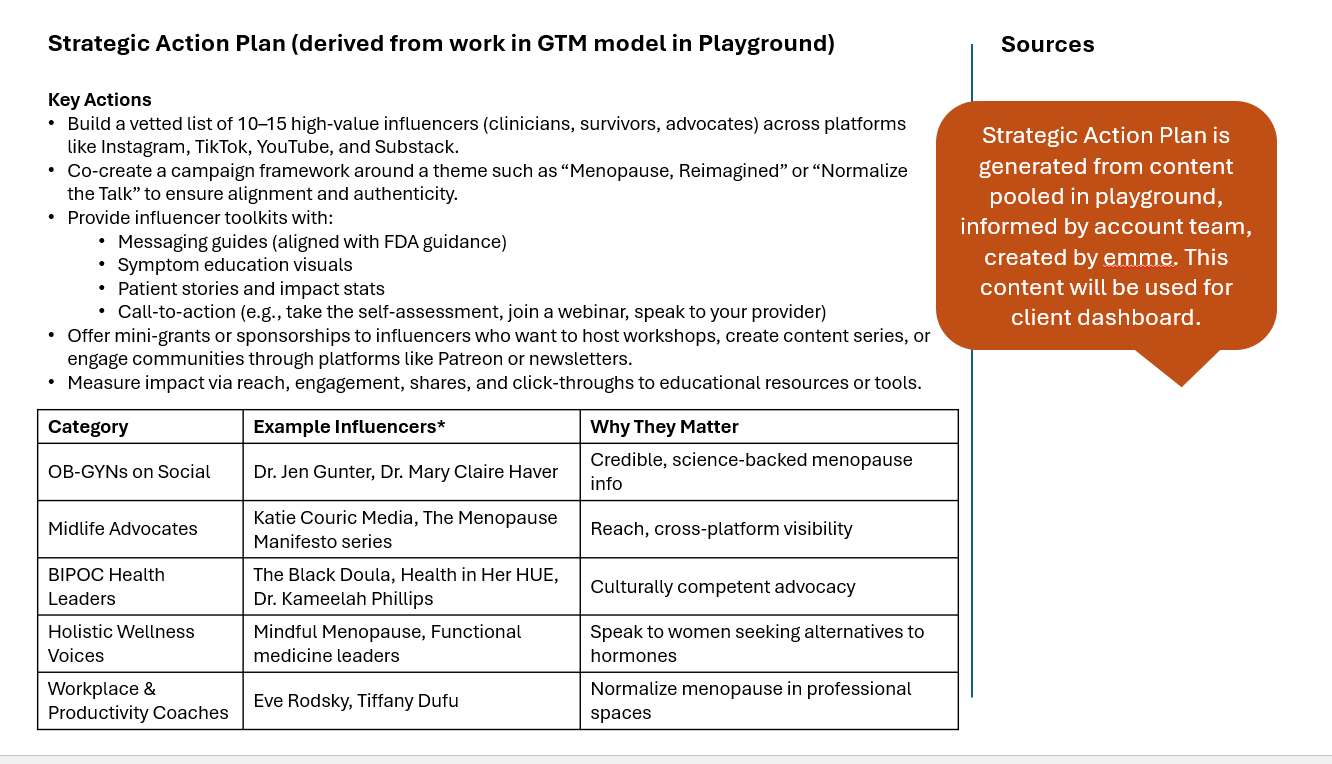 Strategic Action Plan (derived from work in GTM model in Playground)
Sources
Key Actions
• Build a vetted list of 10–15 high-value influencers (clinicians, survivors, advocates) across platforms
like Instagram, TikTok, YouTube, and Substack.
• Co-create a campaign framework around a theme such as “Menopause, Reimagined” or “Normalize
the Talk” to ensure alignment and authenticity.
• Provide influencer toolkits with:
• Messaging guides (aligned with FDA guidance)
• Symptom education visuals
• Patient stories and impact stats
• Call-to-action (e.g., take the self-assessment, join a webinar, speak to your provider)
• Offer mini-grants or sponsorships to influencers who want to host workshops, create content series, or
engage communities through platforms like Patreon or newsletters.
• Measure impact via reach, engagement, shares, and click-throughs to educational resources or tools.
Strategic Action Plan is
generated from content
pooled in playground,
informed by account team,
created by emme. This
content will be used for
client dashboard.
Category
Example Influencers*
Why They Matter
OB-GYNs on Social
Dr. Jen Gunter, Dr. Mary Claire Haver
Credible, science-backed menopause
info
Midlife Advocates
Katie Couric Media, The Menopause
Manifesto series
Reach, cross-platform visibility
BIPOC Health
Leaders
The Black Doula, Health in Her HUE,
Dr. Kameelah Phillips
Culturally competent advocacy
Holistic Wellness
Voices
Mindful Menopause, Functional
medicine leaders
Speak to women seeking alternatives to
hormones
Workplace &
Productivity Coaches
Eve Rodsky, Tiffany Dufu
Normalize menopause in professional
spaces